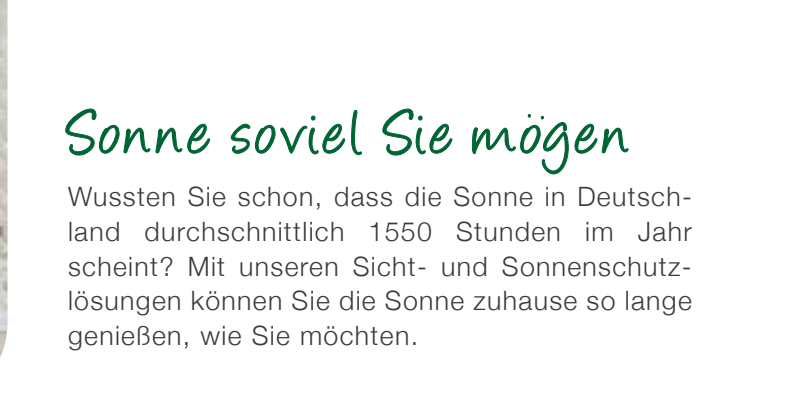 Sonne soviel Sie mögen
Wussten Sie schon, dass die Sonne in Deutsch-
land durchschnittlich 1550 Stunden im Jahr
scheint? Mit unseren Sicht- und Sonnenschutz-
lösungen können Sie die Sonne zuhause so lange
genießen, wie Sie möchten.